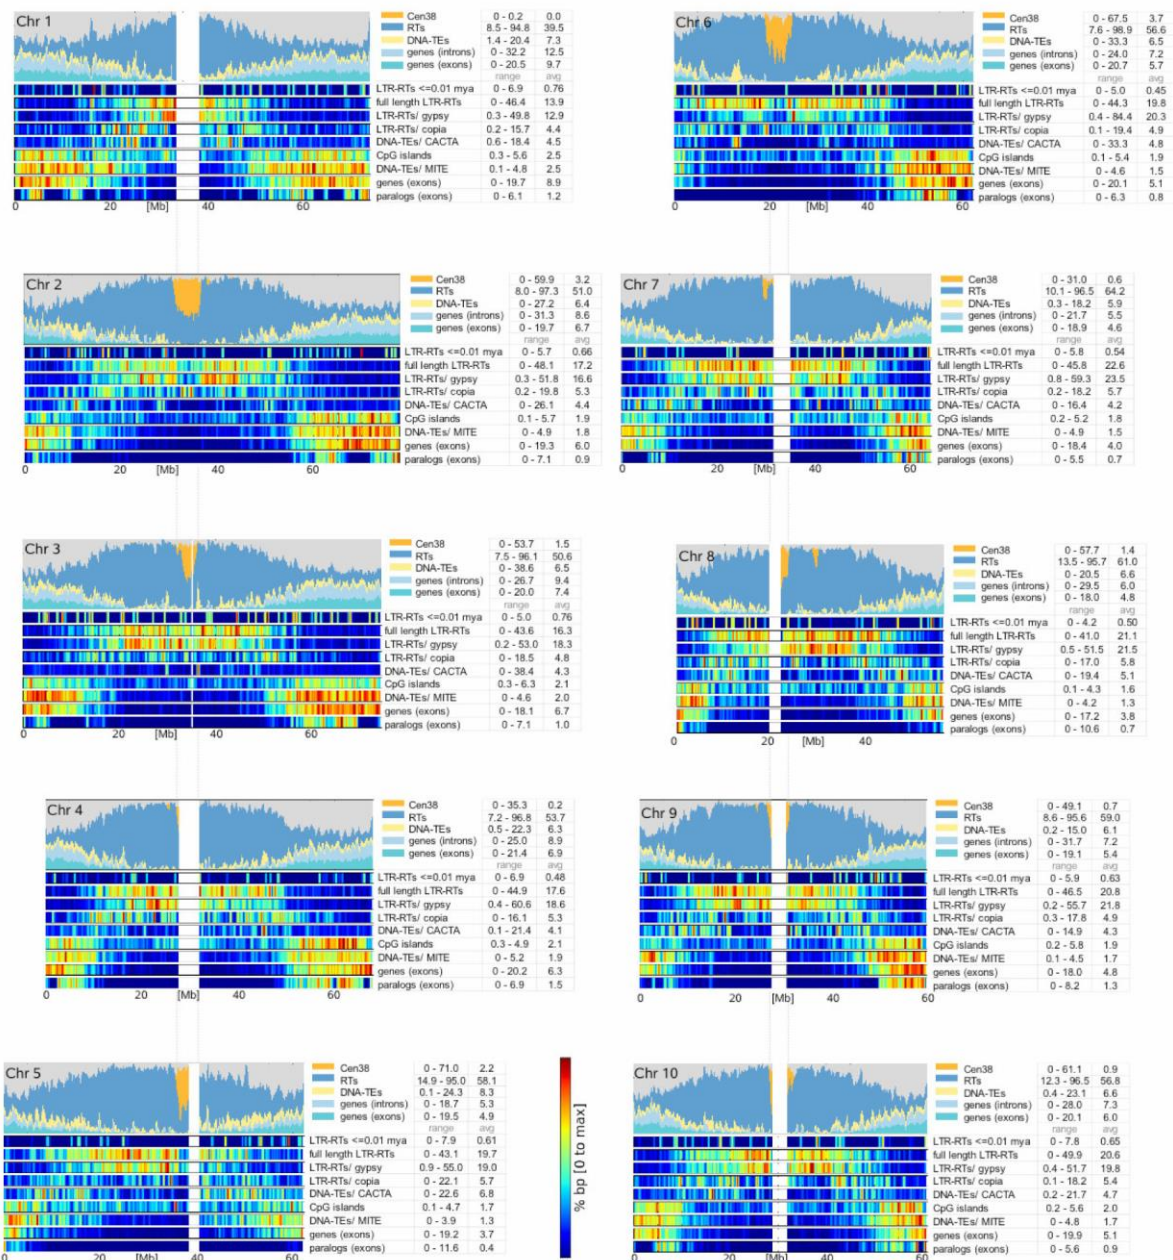 Chr 1
Cen38 0 - 0.2 0.0
RTs 8.5 - 94.8 39.5
DNA-TEs 1.4 - 20.4 7.3
genes (introns) 0 - 32.2 12.5
genes (exons) 0 - 20.5 9.7
range avg
LTR-RTs <=0.01 mya 0 - 6.9 0.76
full length LTR-RTs 0 - 46.4 13.9
LTR-RTs/ gypsy 0.3 - 49.8 12.9
LTR-RTs/ copia 0.2 - 15.7 4.4
DNA-TEs/ CACTA 0.6 - 18.4 4.5
CpG islands 0.3 - 5.6 2.5
DNA-TEs/ MITE 0.1 - 4.8 2.5
genes (exons) 0 - 19.7 8.9
paralogs (exons) 0 - 6.1 1.2
0 [Mb] 40 60
Chr 6
Cen38 0 - 67.5 3.7
RTs 7.6 - 98.9 56.6
DNA-TEs 0 - 33.3 6.5
genes (introns) 0 - 24.0 7.2
genes (exons) 0 - 20.7 5.7
range avg
LTR-RTs <=0.01 mya 0 - 5.0 0.45
full length LTR-RTs 0 - 44.3 19.8
LTR-RTs/ gypsy 0.4 - 84.4 20.3
LTR-RTs/ copia 0.1 - 19.4 4.9
DNA-TEs/ CACTA 0 - 33.3 4.8
CpG islands 0.1 - 5.4 1.9
DNA-TEs/ MITE 0 - 4.6 1.5
genes (exons) 0 - 20.1 5.1
paralogs (exons) 0 - 6.3 0.8
0 20 [Mb] 40 60
Chr 2
Cen38 0 - 59.9 3.2
RTs 8.0 - 97.3 51.0
DNA-TEs 0 - 27.2 6.4
genes (introns) 0 - 31.3 8.6
genes (exons) 0 - 19.7 6.7
range avg
LTR-RTs <=0.01 mya 0 - 5.7 0.66
full length LTR-RTs 0 - 48.1 17.2
LTR-RTs/ gypsy 0.3 - 51.8 16.6
LTR-RTs/ copia 0.2 - 19.8 5.3
DNA-TEs/ CACTA 0 - 26.1 4.4
CpG islands 0.1 - 5.7 1.9
DNA-TEs/ MITE 0 - 4.9 1.8
genes (exons) 0 - 19.3 6.0
paralogs (exons) 0 - 7.1 0.9
0 20 [Mb] 40 60
Chr 7
Cen38 0 - 31.0 0.6
RTs 10.1 - 96.5 64.2
DNA-TEs 0.3 - 18.2 5.9
genes (introns) 0 - 21.7 5.5
genes (exons) 0 - 18.9 4.6
range avg
LTR-RTs <=0.01 mya 0 - 5.8 0.54
full length LTR-RTs 0 - 45.8 22.6
LTR-RTs/ gypsy 0.8 - 59.3 23.5
LTR-RTs/ copia 0.2 - 18.2 5.7
DNA-TEs/ CACTA 0 - 16.4 4.2
CpG islands 0.2 - 5.2 1.8
DNA-TEs/ MITE 0 - 4.9 1.5
genes (exons) 0 - 18.4 4.0
paralogs (exons) 0 - 5.5 0.7
0 20 [Mb] 40 60
Chr 3
Cen38 0 - 53.7 1.5
RTs 7.5 - 96.1 50.6
DNA-TEs 0 - 38.6 6.5
genes (introns) 0 - 26.7 9.4
genes (exons) 0 - 20.0 7.4
range avg
LTR-RTs <=0.01 mya 0 - 5.0 0.76
full length LTR-RTs 0 - 43.6 16.3
LTR-RTs/ gypsy 0.2 - 53.0 18.3
LTR-RTs/ copia 0 - 18.5 4.8
DNA-TEs/ CACTA 0 - 38.4 4.3
CpG islands 0.3 - 6.3 2.1
DNA-TEs/ MITE 0 - 4.6 2.0
genes (exons) 0 - 18.1 6.7
paralogs (exons) 0 - 7.1 1.0
0 20 [Mb] 40 60
Chr 8
Cen38 0 - 57.7 1.4
RTs 13.5 - 95.7 61.0
DNA-TEs 0 - 20.5 6.6
genes (introns) 0 - 29.5 6.0
genes (exons) 0 - 18.0 4.8
range avg
LTR-RTs <=0.01 mya 0 - 4.2 0.50
full length LTR-RTs 0 - 41.0 21.1
LTR-RTs/ gypsy 0.5 - 51.5 21.5
LTR-RTs/ copia 0 - 17.0 5.8
DNA-TEs/ CACTA 0 - 19.4 5.1
CpG islands 0.1 - 4.3 1.6
DNA-TEs/ MITE 0 - 4.2 1.3
genes (exons) 0 - 17.2 3.8
paralogs (exons) 0 - 10.6 0.7
0 20 [Mb] 40
Chr 4
Cen38 0 - 35.3 0.2
RTs 7.2 - 96.8 53.7
DNA-TEs 0.5 - 22.3 6.3
genes (introns) 0 - 25.0 8.9
genes (exons) 0 - 21.4 6.9
range avg
LTR-RTs <=0.01 mya 0 - 6.9 0.48
full length LTR-RTs 0 - 44.9 17.6
LTR-RTs/ gypsy 0.4 - 60.6 18.6
LTR-RTs/ copia 0 - 16.1 5.3
DNA-TEs/ CACTA 0.1 - 21.4 4.1
CpG islands 0.3 - 4.9 2.1
DNA-TEs/ MITE 0 - 5.2 1.9
genes (exons) 0 - 20.2 6.3
paralogs (exons) 0 - 6.9 1.5
0 20 [Mb] 40 60
Chr 9
Cen38 0 - 49.1 0.7
RTs 8.6 - 95.6 59.0
DNA-TEs 0.2 - 15.0 6.1
genes (introns) 0 - 31.7 7.2
genes (exons) 0 - 19.1 5.4
range avg
LTR-RTs <=0.01 mya 0 - 5.9 0.63
full length LTR-RTs 0 - 46.5 20.8
LTR-RTs/ gypsy 0.2 - 55.7 21.8
LTR-RTs/ copia 0.3 - 17.8 4.9
DNA-TEs/ CACTA 0 - 14.9 4.3
CpG islands 0.2 - 5.8 1.9
DNA-TEs/ MITE 0.1 - 4.5 1.7
genes (exons) 0 - 18.0 4.8
paralogs (exons) 0 - 8.2 1.3
0 20 [Mb] 40 60
Chr 5
Cen38 0 - 71.0 2.2
RTs 14.9 - 95.0 58.1
DNA-TEs 0.1 - 24.3 8.3
genes (introns) 0 - 18.7 5.3
genes (exons) 0 - 19.5 4.9
range avg
LTR-RTs <=0.01 mya 0 - 7.9 0.61
full length LTR-RTs 0 - 43.1 19.7
LTR-RTs/ gypsy 0.9 - 55.0 19.0
LTR-RTs/ copia 0 - 22.1 5.7
DNA-TEs/ CACTA 0 - 22.6 6.8
CpG islands 0.1 - 4.7 1.7
DNA-TEs/ MITE 0 - 3.9 1.3
genes (exons) 0 - 19.2 3.7
paralogs (exons) 0 - 11.6 0.4
0 20 [Mb] 40 60
% bp [0 to max]
Chr 10
Cen38 0 - 61.1 0.9
RTs 12.3 - 96.5 56.8
DNA-TEs 0.4 - 23.1 6.6
genes (introns) 0 - 28.0 7.3
genes (exons) 0 - 20.1 6.0
range avg
LTR-RTs <=0.01 mya 0 - 7.8 0.65
full length LTR-RTs 0 - 49.9 20.6
LTR-RTs/ gypsy 0.4 - 51.7 19.8
LTR-RTs/ copia 0.1 - 18.2 5.4
DNA-TEs/ CACTA 0.2 - 21.7 4.7
CpG islands 0.2 - 5.6 2.0
DNA-TEs/ MITE 0 - 4.8 1.7
genes (exons) 0 - 19.9 5.1
paralogs (exons) 0 - 5.6 0.9
0 20 [Mb] 40 60